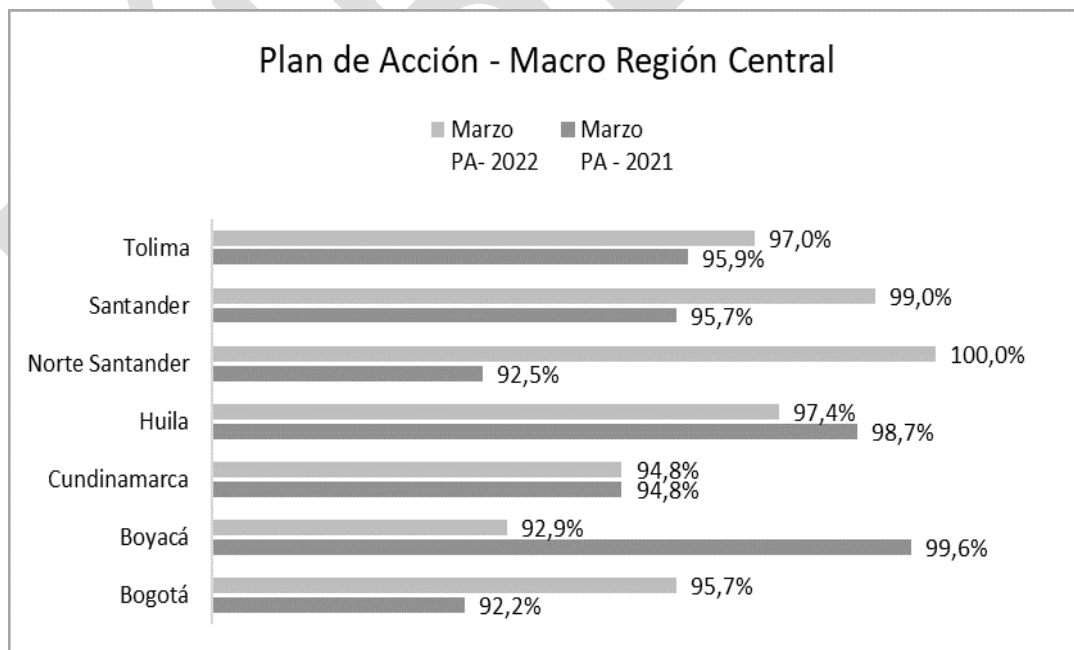 Plan de Acción - Macro Región Central
Marzo Marzo
PA- 2022 PA - 2021
Tolima 97,0%
95,9%
Santander 99,0%
95,7%
Norte Santander 100,0%
92,5%
Huila 97,4%
98,7%
Cundinamarca 94,8%
94,8%
Boyacá 92,9%
99,6%
Bogotá 95,7%
92,2%